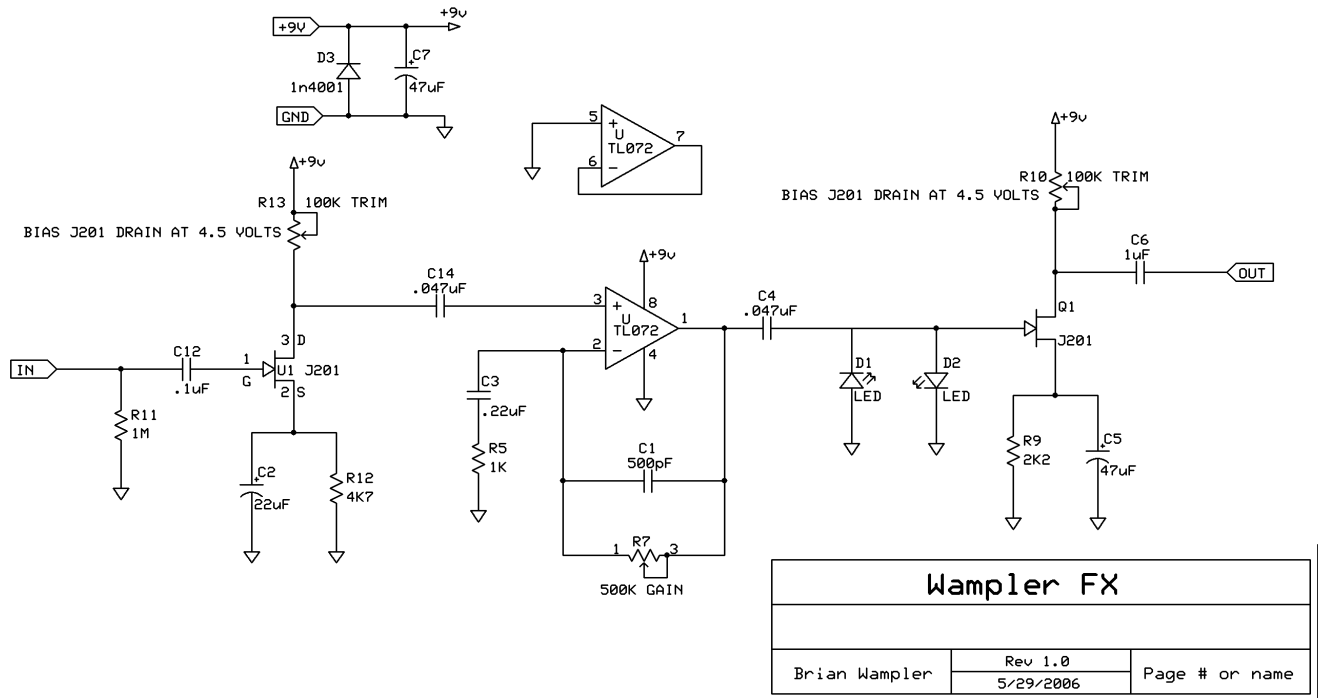 +9v
+9V
D3
C7
1n4001
47uF
GND
5
+
U
7
TL072
6
−
+9v
R13 100K TRIM
BIAS J201 DRAIN AT 4.5 VOLTS
+9v
R10 100K TRIM
BIAS J201 DRAIN AT 4.5 VOLTS
C6
1uF
OUT
C14
.047uF
+9v
3
+
8
U
1
TL072
2
−
4
C4
.047uF
Q1
J201
IN
C12
.1uF
1
G
3 D
U1 J201
2 S
R11
1M
C2
22uF
R12
4K7
C3
.22uF
R5
1K
C1
500pF
1
R7
3
500K GAIN
D1
LED
D2
LED
R9
2K2
C5
47uF
Wampler FX
Brian Wampler
Rev 1.0
5/29/2006
Page # or name